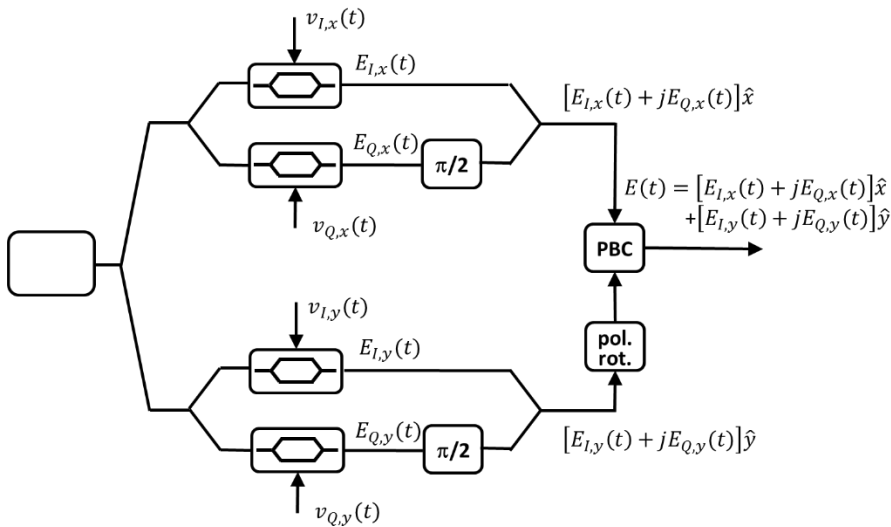 v_{I,x}(t)
E_{I,x}(t)
[E_{I,x}(t) + jE_{Q,x}(t)]x̂
E_{Q,x}(t)
π/2
v_{Q,x}(t)
E(t) = [E_{I,x}(t) + jE_{Q,x}(t)]x̂
+[E_{I,y}(t) + jE_{Q,y}(t)]ŷ
PBC
v_{I,y}(t)
E_{I,y}(t)
pol.
rot.
E_{Q,y}(t)
π/2
[E_{I,y}(t) + jE_{Q,y}(t)]ŷ
v_{Q,y}(t)